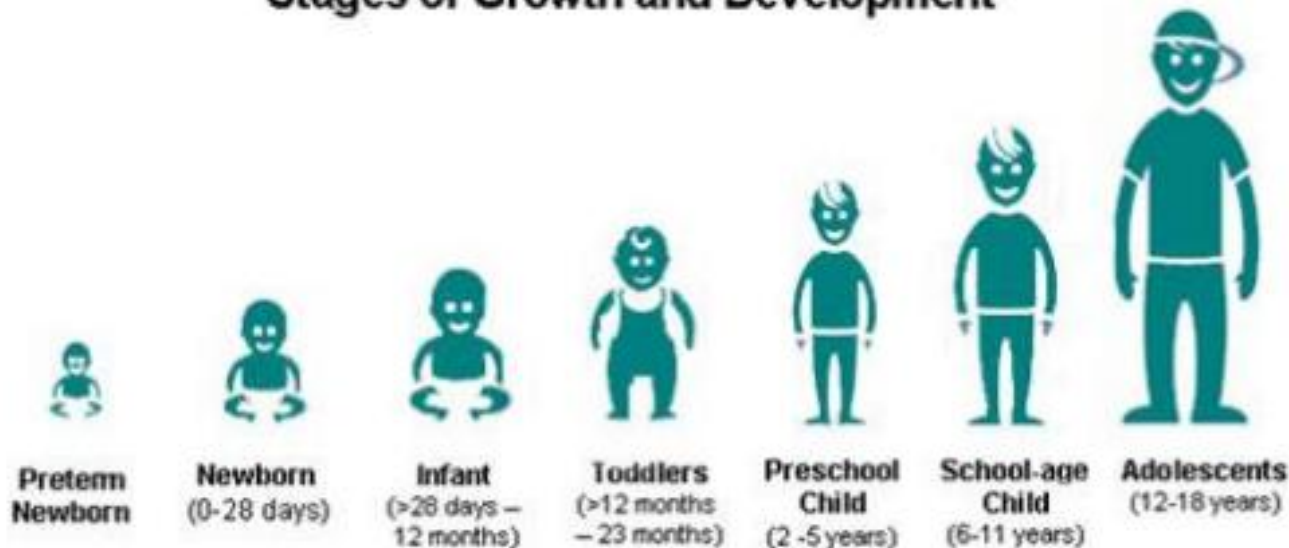 Stages of Growth and Development
Preterm
Newborn
Newborn
(0-28 days)
Infant
(>28 days –
12 months)
Toddlers
(>12 months
– 23 months)
Preschool
Child
(2 -5 years)
School-age
Child
(6-11 years)
Adolescents
(12-18 years)